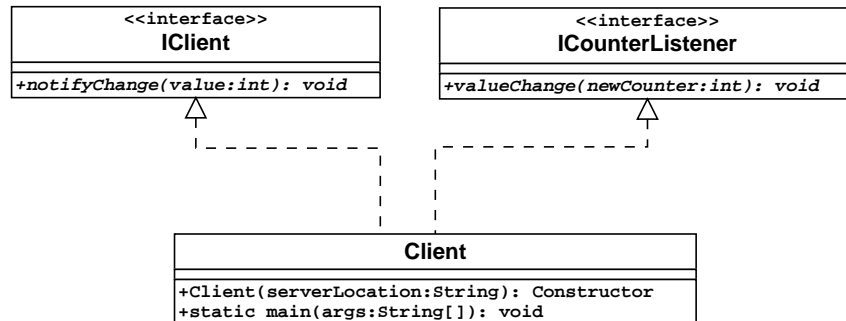 <<interface>>
IClient
+notifyChange(value:int): void
<<interface>>
ICounterListener
+valueChange(newCounter:int): void
Client
+Client(serverLocation:String): Constructor
+static main(args:String[]): void